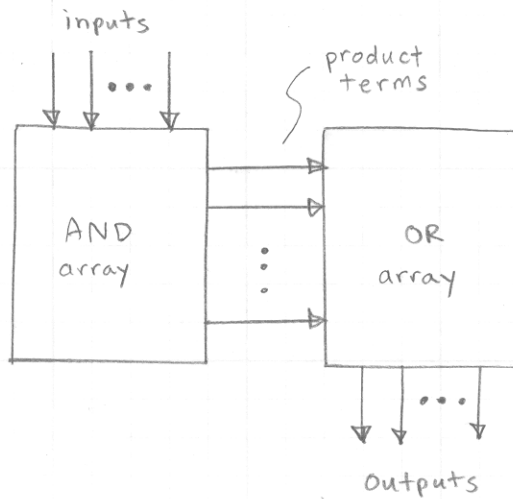 inputs
product
terms
AND
array
OR
array
Outputs